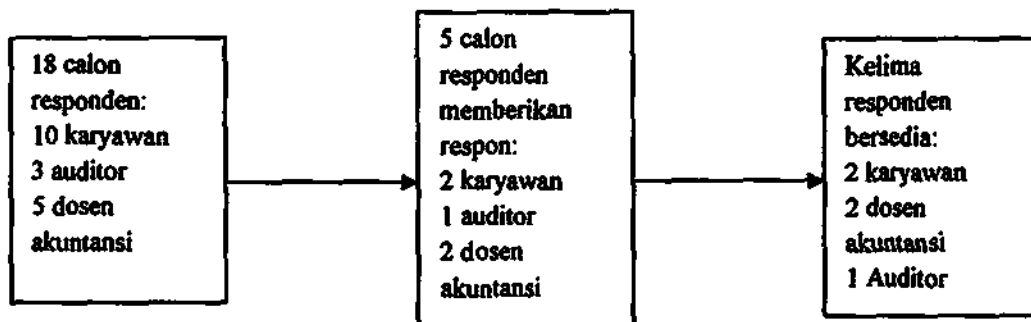 18 calon
responden:
10 karyawan
3 auditor
5 dosen
akuntansi
5 calon
responden
memberikan
respon:
2 karyawan
1 auditor
2 dosen
akuntansi
Kelima
responden
bersedia:
2 karyawan
2 dosen
akuntansi
1 Auditor